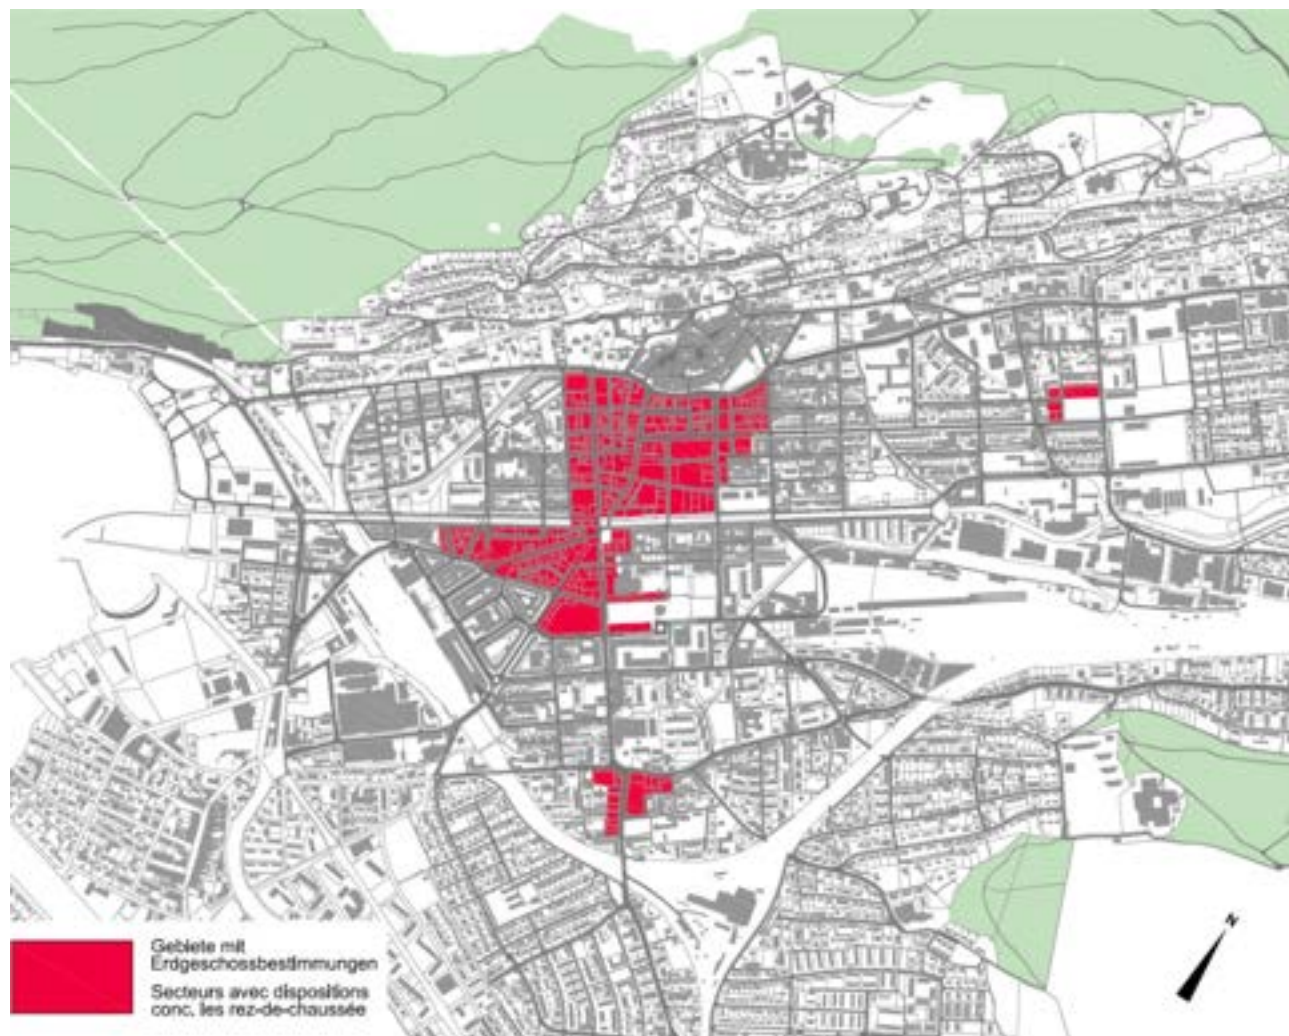 N
Gebiete mit
Erdgeschossbestimmungen
Secteurs avec dispositions
conc. les rez-de-chaussée